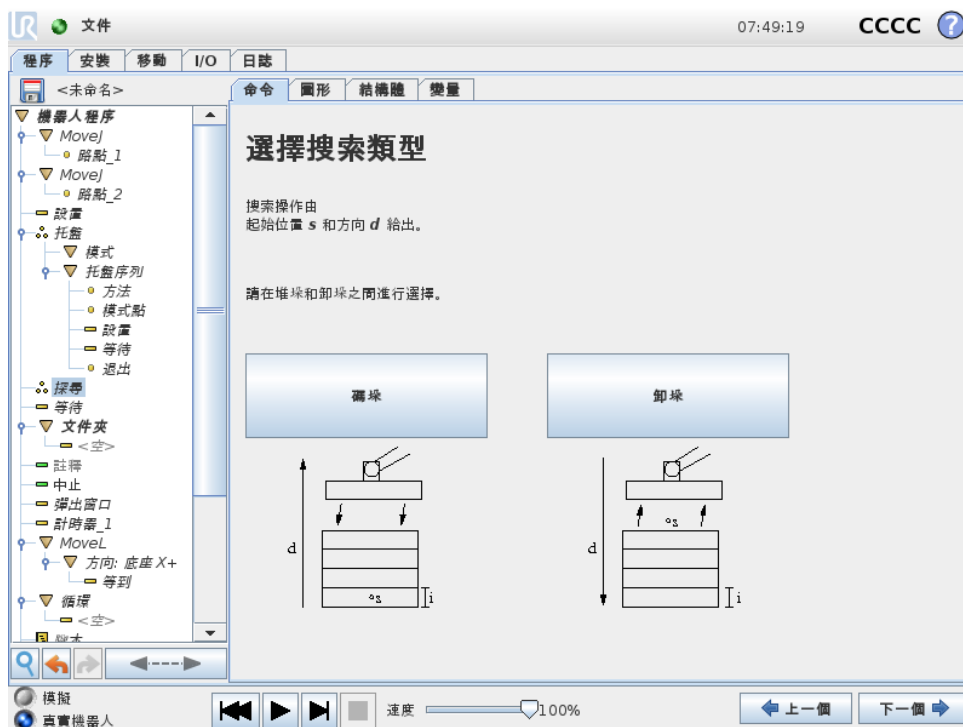 UR 文件 07:49:19 CCCC ?
程序 安裝 移動 I/O 日誌
<未命名>
命令 圖形 結構體 變量
機器人程序
MoveJ
路點_1
MoveJ
路點_2
設置
托盤
模式
托盤序列
方法
模式點
設置
等待
退出
探尋
等待
文件夾
<空>
註釋
中止
彈出窗口
計時器_1
MoveL
方向: 底座 X+
等到
循環
<空>
腳本
選擇搜索類型
搜索操作由
起始位置 s 和方向 d 給出。
請在堆垛和卸垛之間進行選擇。
碼垛
卸垛
d
s
i
d
s
i
模擬
真實機器人
速度 100%
上一個
下一個